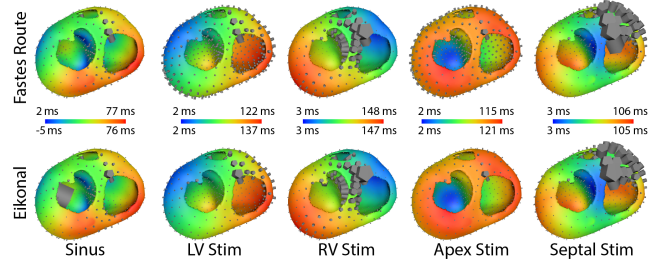 Fastes Route
2 ms 77 ms 2 ms 122 ms 3 ms 148 ms 2 ms 115 ms 3 ms 106 ms
-5 ms 76 ms 2 ms 137 ms 3 ms 147 ms 2 ms 121 ms 3 ms 105 ms
Eikonal
Sinus LV Stim RV Stim Apex Stim Septal Stim